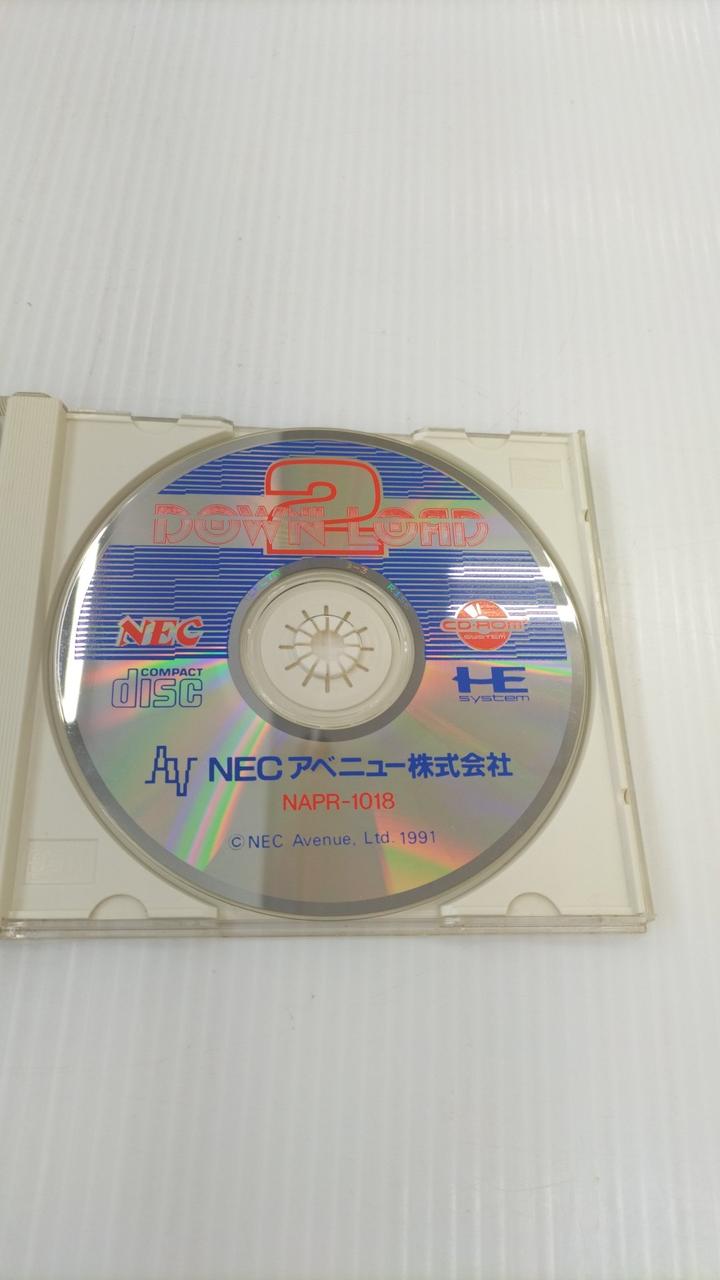 2
DOWN LOAD
NEC
CD-ROM
SYSTEM
COMPACT
disc
HE
system
NECアベニュー株式会社
NAPR-1018
© NEC Avenue, Ltd. 1991